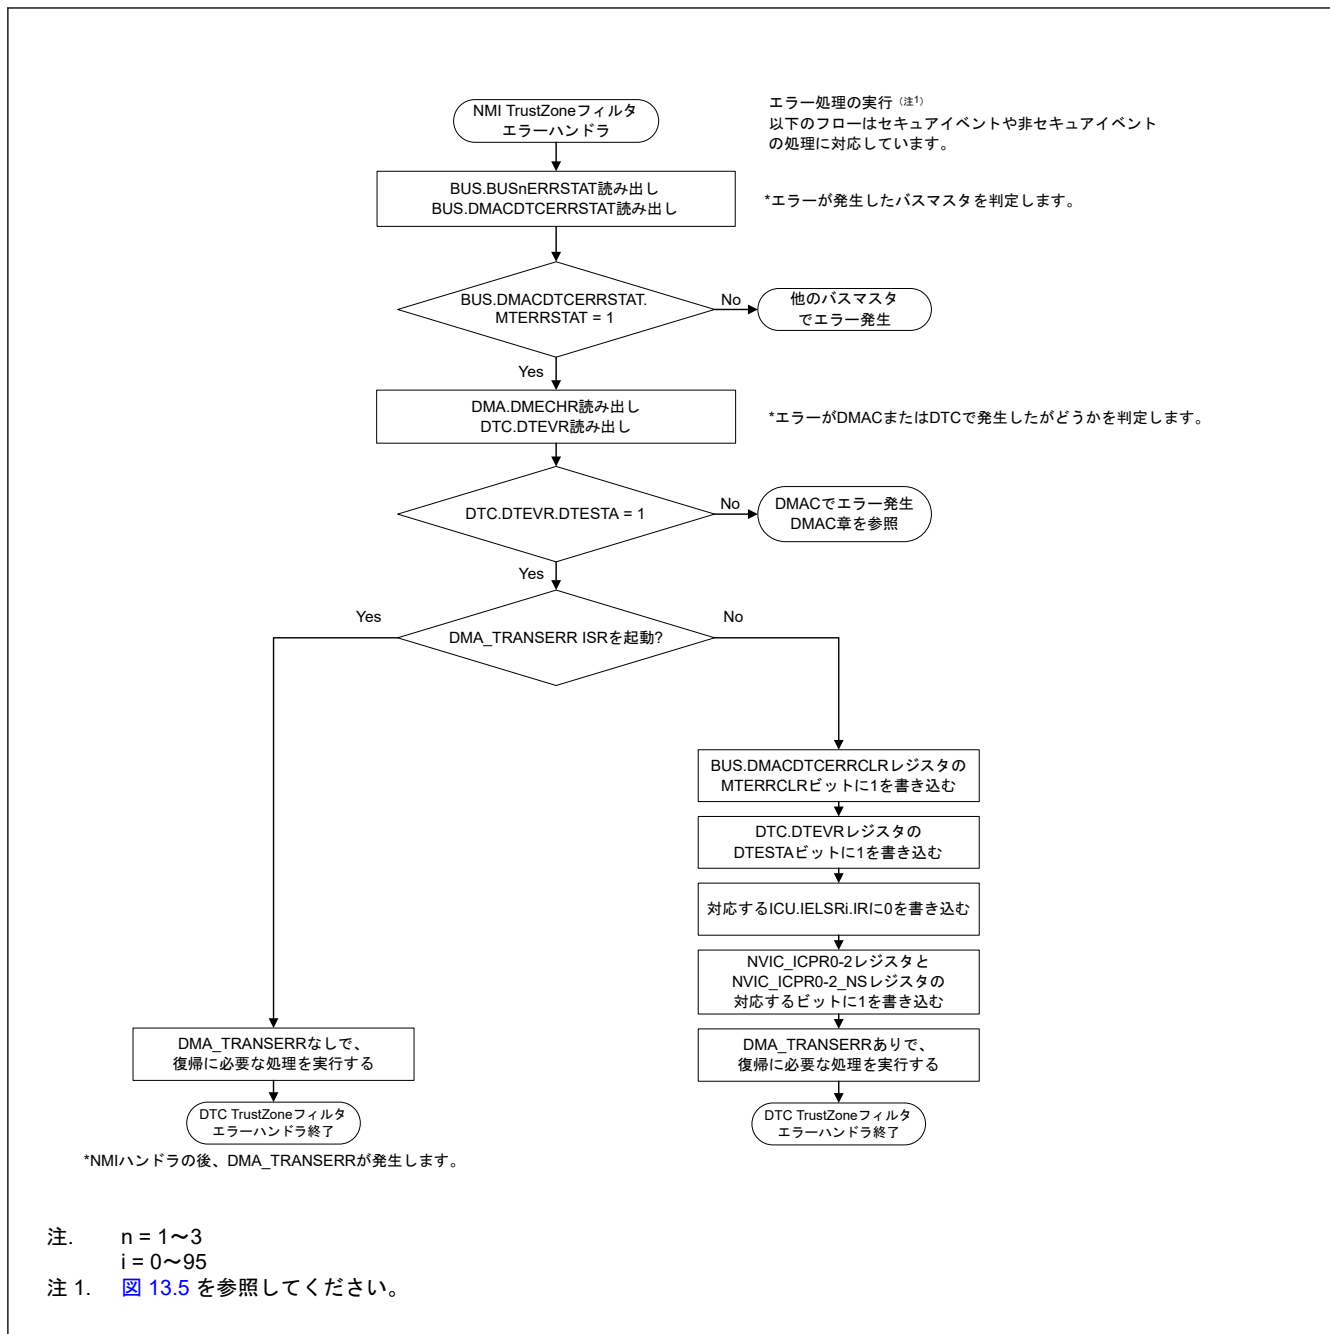 NMI TrustZoneフィルタ
エラーハンドラ
エラー処理の実行（注1）
以下のフローはセキュアイベントや非セキュアイベント
の処理に対応しています。
BUS.BUSnERRSTAT読み出し
BUS.DMACDTCERRSTAT読み出し
*エラーが発生したバスマスタを判定します。
BUS.DMACDTCERRSTAT.
MTERRSTAT = 1
No
他のバスマスタ
でエラー発生
Yes
DMA.DMECHR読み出し
DTC.DTEVR読み出し
*エラーがDMACまたはDTCで発生したがどうかを判定します。
DTC.DTEVR.DTESTA = 1
No
DMACでエラー発生
DMAC章を参照
Yes
Yes
DMA_TRANSERR ISRを起動?
No
BUS.DMACDTCERRCLRレジスタの
MTERRCLRビットに1を書き込む
DTC.DTEVRレジスタの
DTESTAビットに1を書き込む
対応するICU.IELSRi.IRに0を書き込む
NVIC_ICPR0-2レジスタと
NVIC_ICPR0-2_NSレジスタの
対応するビットに1を書き込む
DMA_TRANSERRなしで、
復帰に必要な処理を実行する
DMA_TRANSERRありで、
復帰に必要な処理を実行する
DTC TrustZoneフィルタ
エラーハンドラ終了
DTC TrustZoneフィルタ
エラーハンドラ終了
*NMIハンドラの後、DMA_TRANSERRが発生します。
注. n = 1～3
i = 0～95
注 1. 図 13.5 を参照してください。